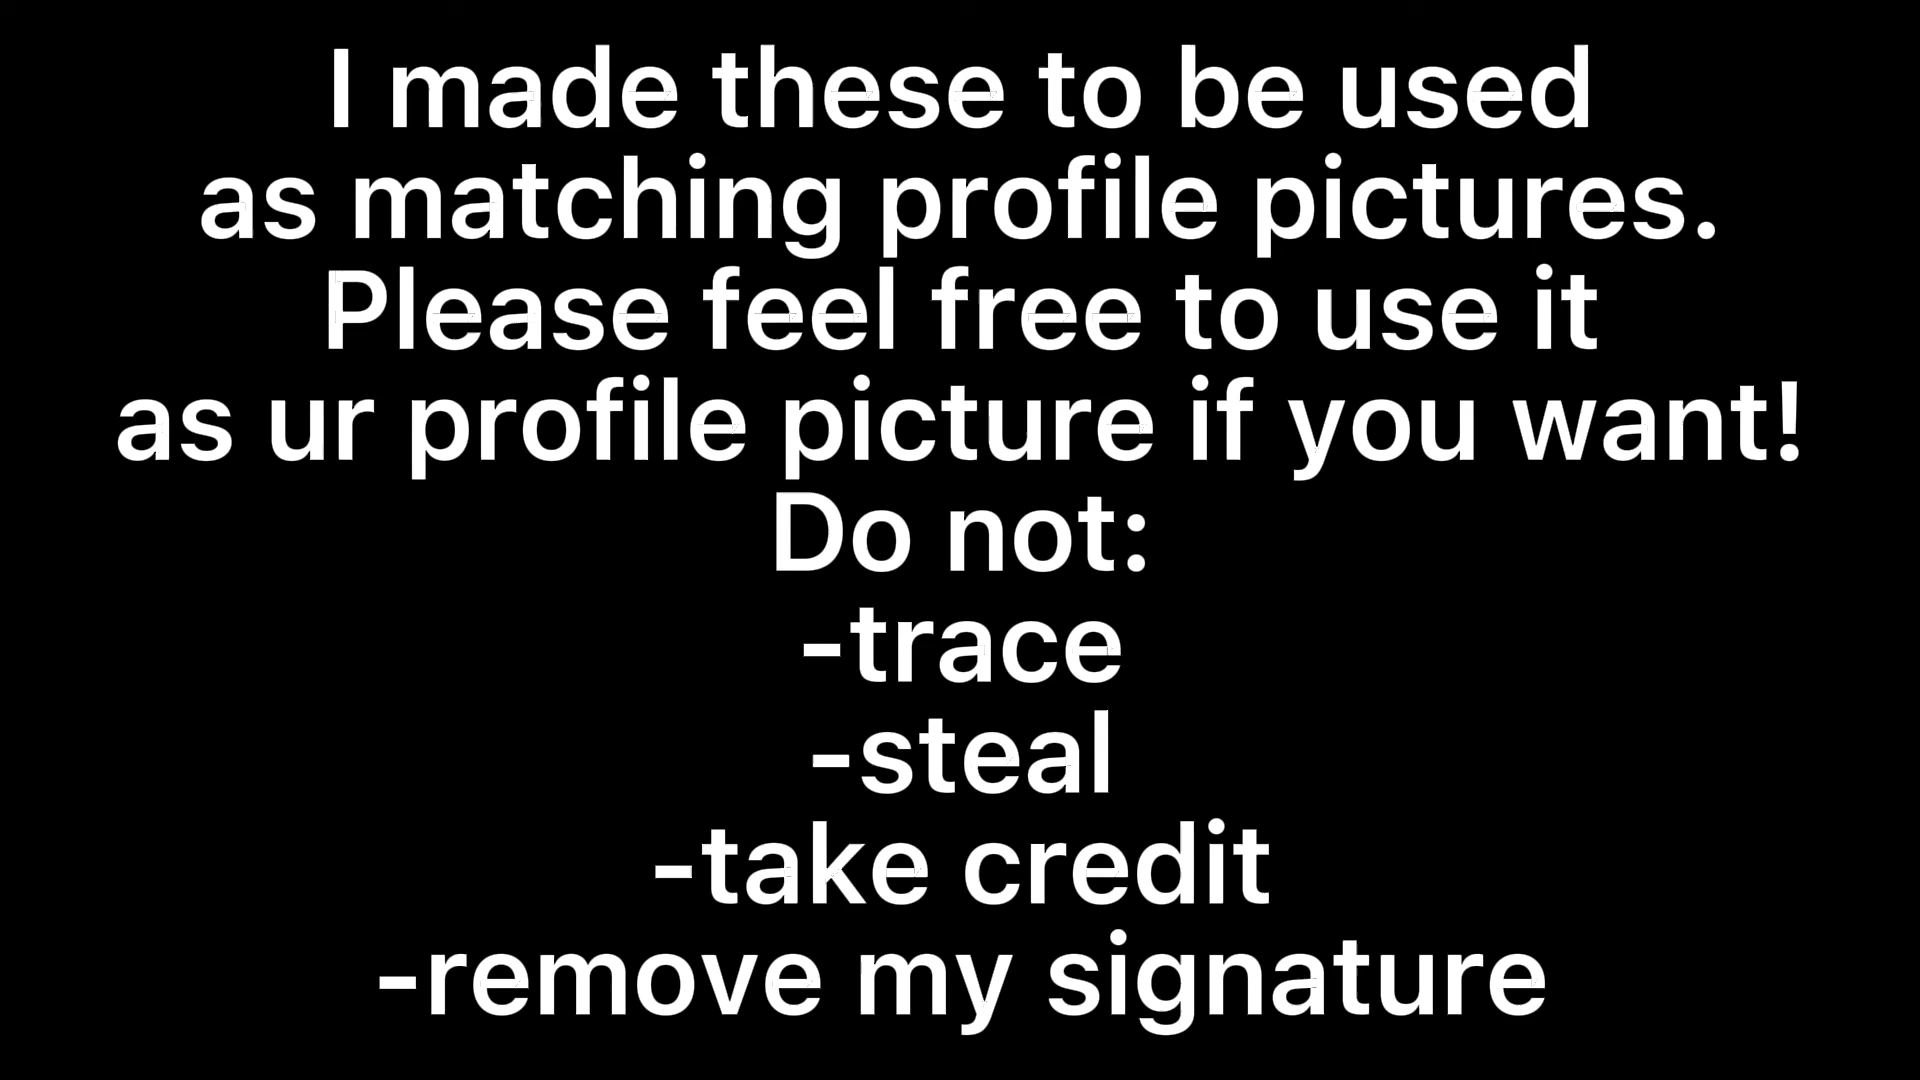 I made these to be used
as matching profile pictures.
Please feel free to use it
as ur profile picture if you want!
Do not:
-trace
-steal
-take credit
-remove my signature